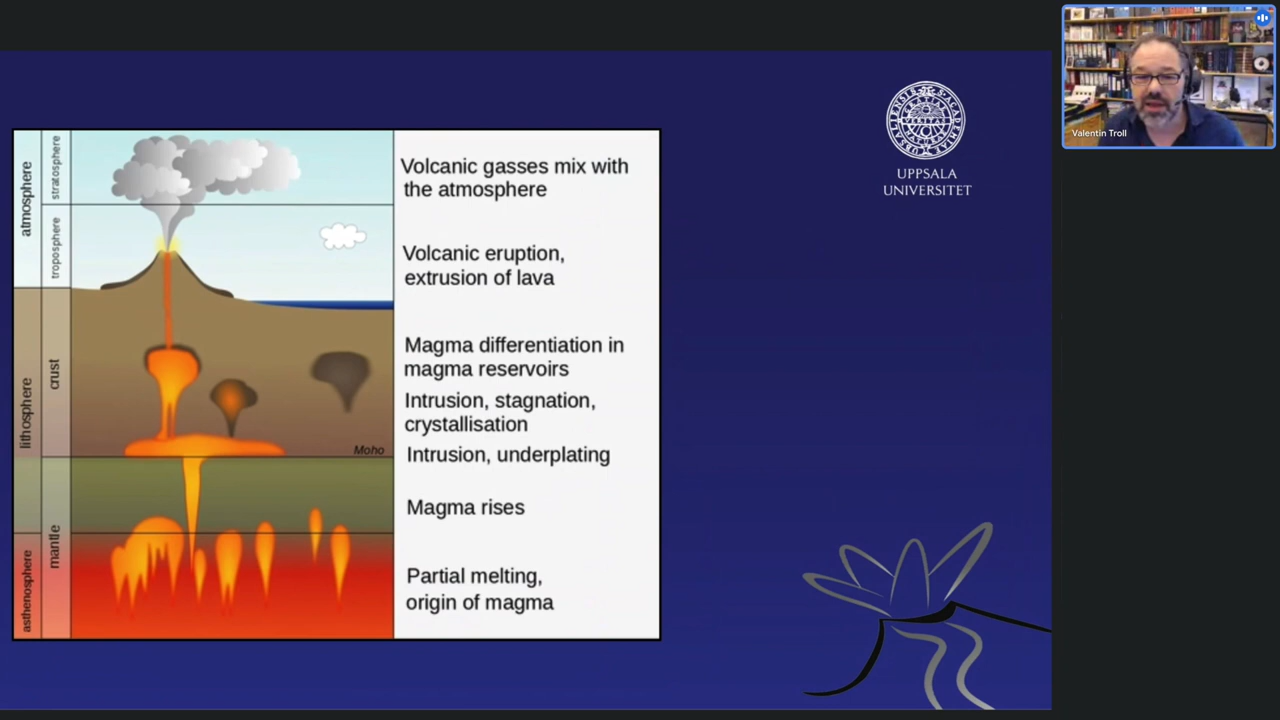 atmosphere
stratosphere
troposphere
lithosphere
crust
Moho
mantle
asthenosphere
Volcanic gasses mix with
the atmosphere
Volcanic eruption,
extrusion of lava
Magma differentiation in
magma reservoirs
Intrusion, stagnation,
crystallisation
Intrusion, underplating
Magma rises
Partial melting,
origin of magma
UPPSALA
UNIVERSITET
Valentin Troll